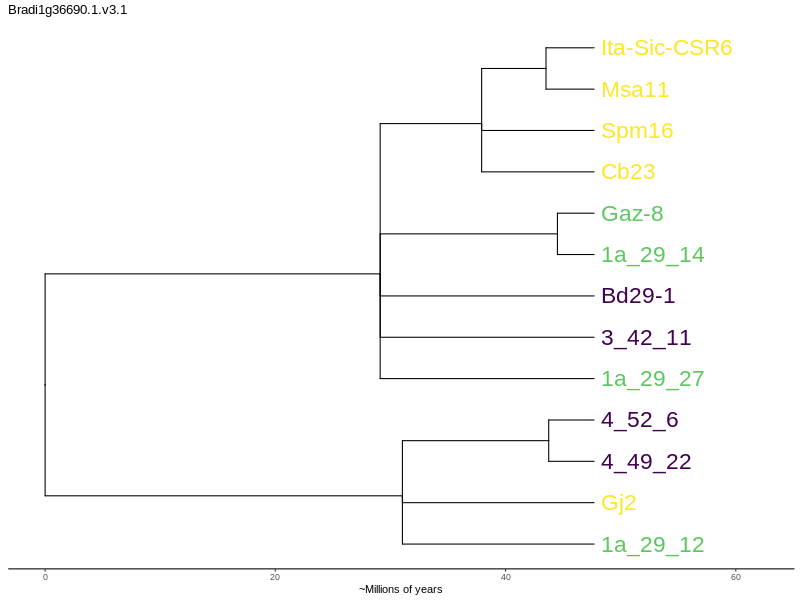 Bradi1g36690.1.v3.1
Ita-Sic-CSR6
Msa11
Spm16
Cb23
Gaz-8
1a_29_14
Bd29-1
3_42_11
1a_29_27
4_52_6
4_49_22
Gj2
1a_29_12
0 20 40 60
~Millions of years